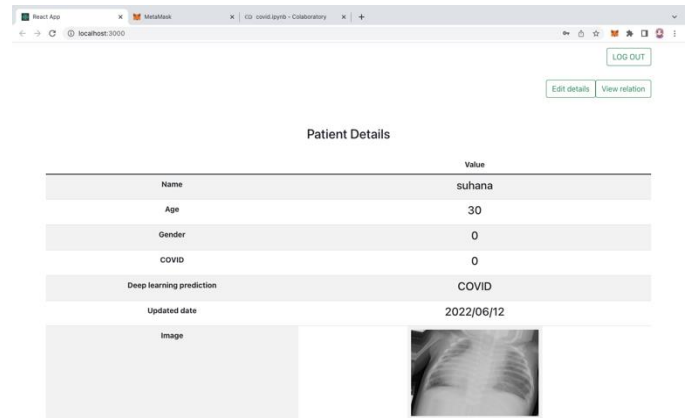 React App
MetaMask
covid.ipynb - Colaboratory
localhost:3000
LOG OUT
Edit details View relation
Patient Details
Value
Name suhana
Age 30
Gender 0
COVID 0
Deep learning prediction COVID
Updated date 2022/06/12
Image